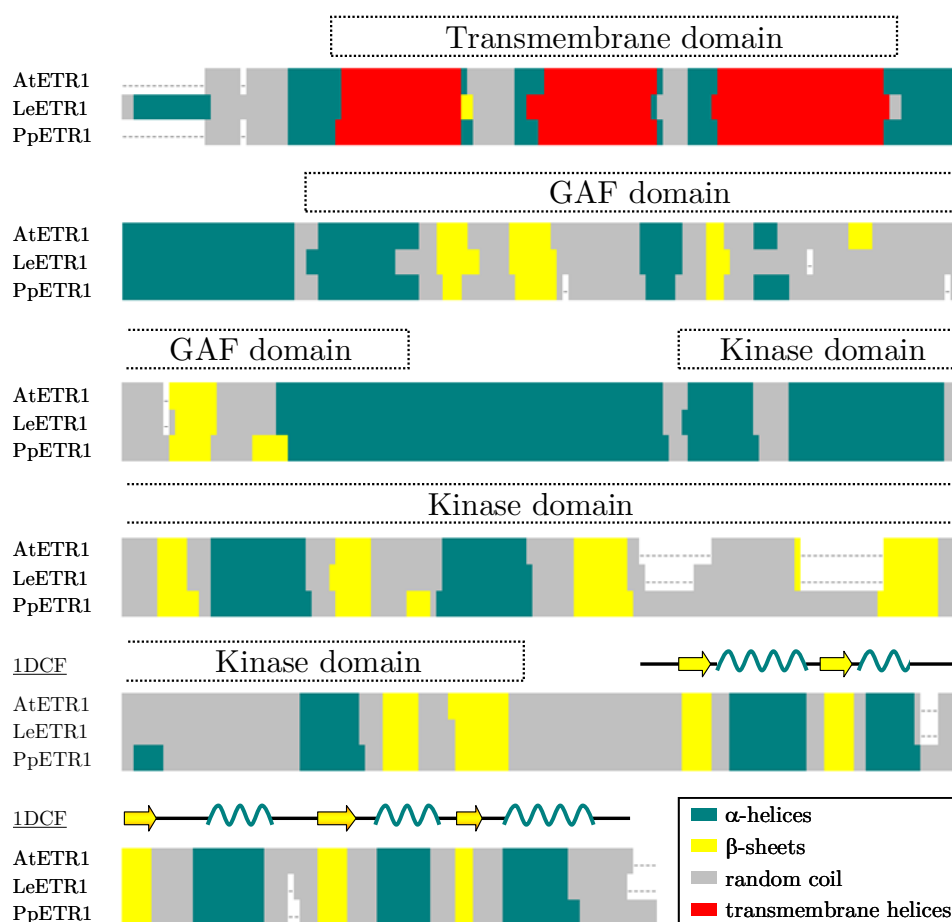 Transmembrane domain
AtETR1
LeETR1
PpETR1
GAF domain
AtETR1
LeETR1
PpETR1
GAF domain
Kinase domain
AtETR1
LeETR1
PpETR1
Kinase domain
AtETR1
LeETR1
PpETR1
1DCF
Kinase domain
AtETR1
LeETR1
PpETR1
1DCF
AtETR1
LeETR1
PpETR1
α-helices
β-sheets
random coil
transmembrane helices